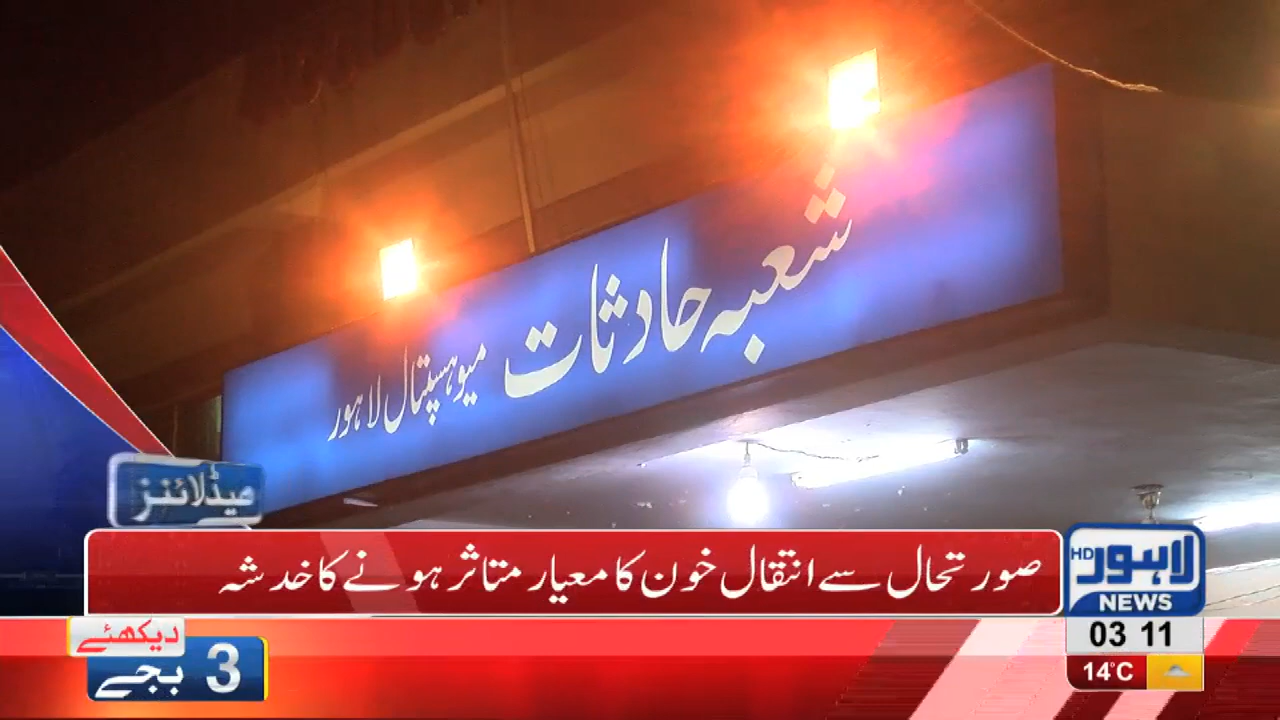 شعبہ حادثات میو ہسپتال لاہور
ہیڈلائنز
صورتحال سے انتقال خون کا معیار متاثر ہونے کا خدشہ
HD لاہور
NEWS
03 11
14°C
دیکھئے
3 بجے